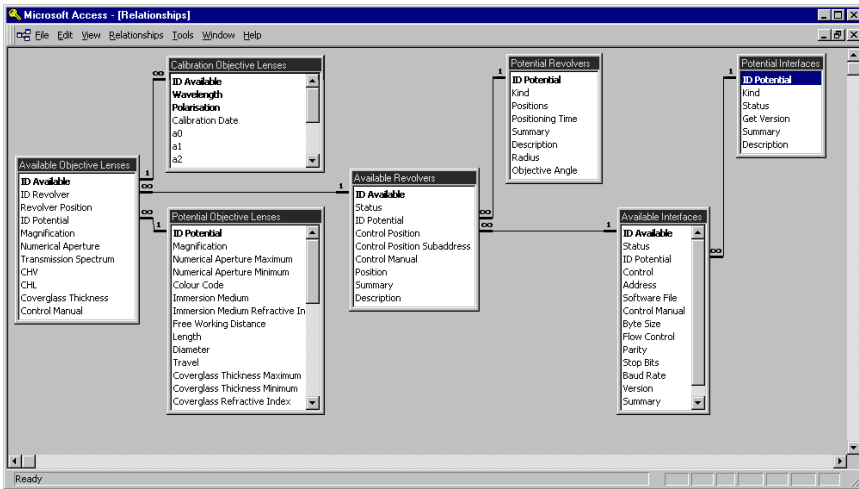 Microsoft Access - [Relationships]
File Edit View Relationships Tools Window Help
Calibration Objective Lenses
ID Available
Wavelength
Polarisation
Calibration Date
a0
a1
a2
Potential Revolvers
ID Potential
Kind
Positions
Positioning Time
Summary
Description
Radius
Objective Angle
Potential Interfaces
ID Potential
Kind
Status
Get Version
Summary
Description
Available Objective Lenses
ID Available
ID Revolver
Revolver Position
ID Potential
Magnification
Numerical Aperture
Transmission Spectrum
CHV
CHL
Coverglass Thickness
Control Manual
Potential Objective Lenses
ID Potential
Magnification
Numerical Aperture Maximum
Numerical Aperture Minimum
Colour Code
Immersion Medium
Immersion Medium Refractive In
Free Working Distance
Length
Diameter
Travel
Coverglass Thickness Maximum
Coverglass Thickness Minimum
Coverglass Refractive Index
Available Revolvers
ID Available
Status
ID Potential
Control Position
Control Position Subaddress
Control Manual
Position
Summary
Description
Available Interfaces
ID Available
Status
ID Potential
Control
Address
Software File
Control Manual
Byte Size
Flow Control
Parity
Stop Bits
Baud Rate
Version
Summary
∞
1
∞
1
∞
1
1
∞
∞
1
1
∞
Ready